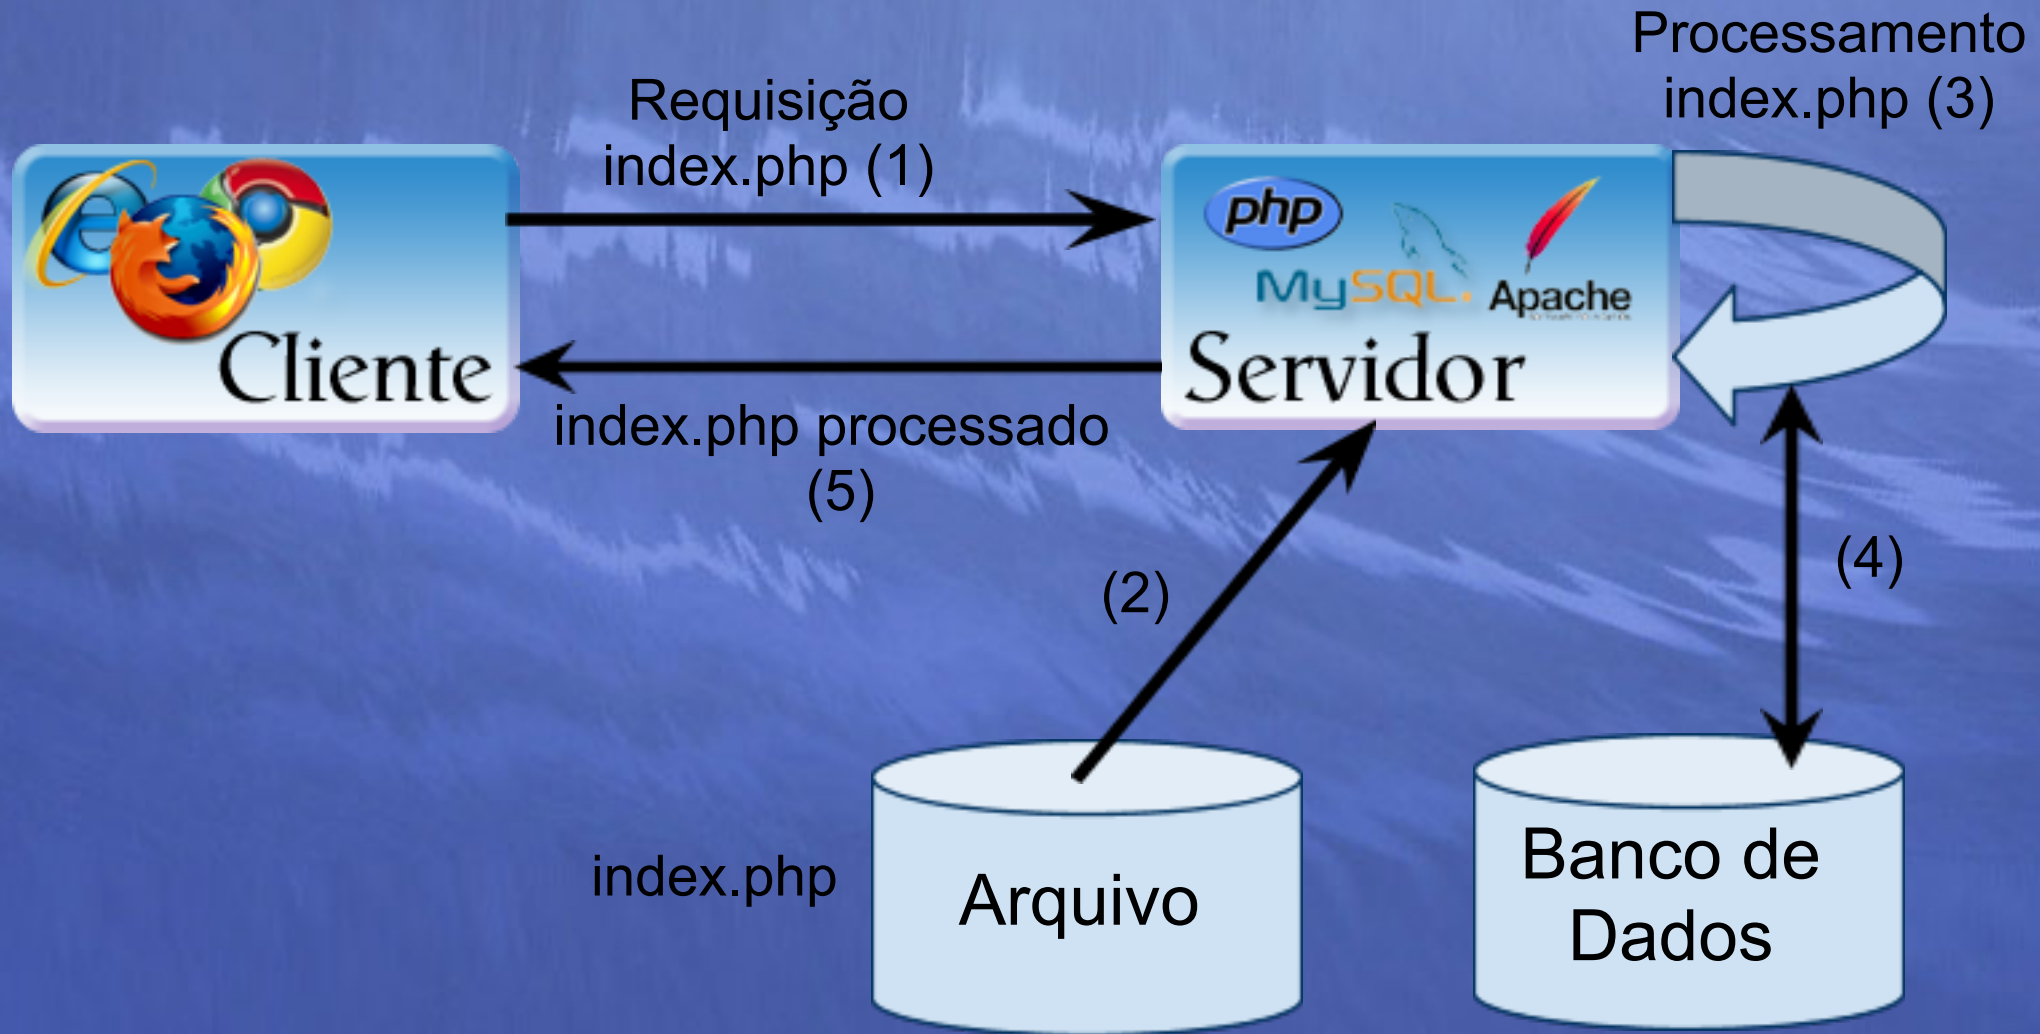 Processamento
index.php (3)
Requisição
index.php (1)
php
MySQL.
Apache
Cliente
Servidor
index.php processado
(5)
(2)
(4)
index.php
Arquivo
Banco de
Dados